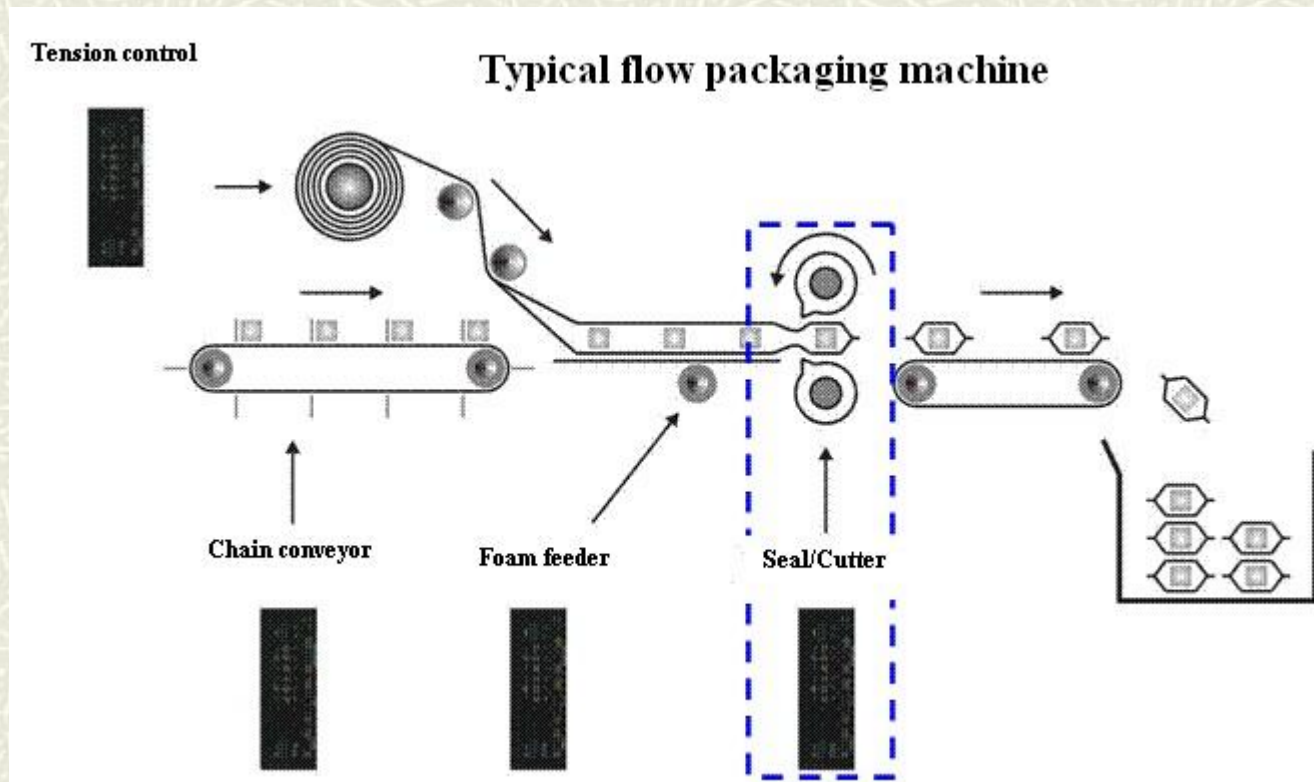 Tension control
Typical flow packaging machine
Chain conveyor
Foam feeder
Seal/Cutter